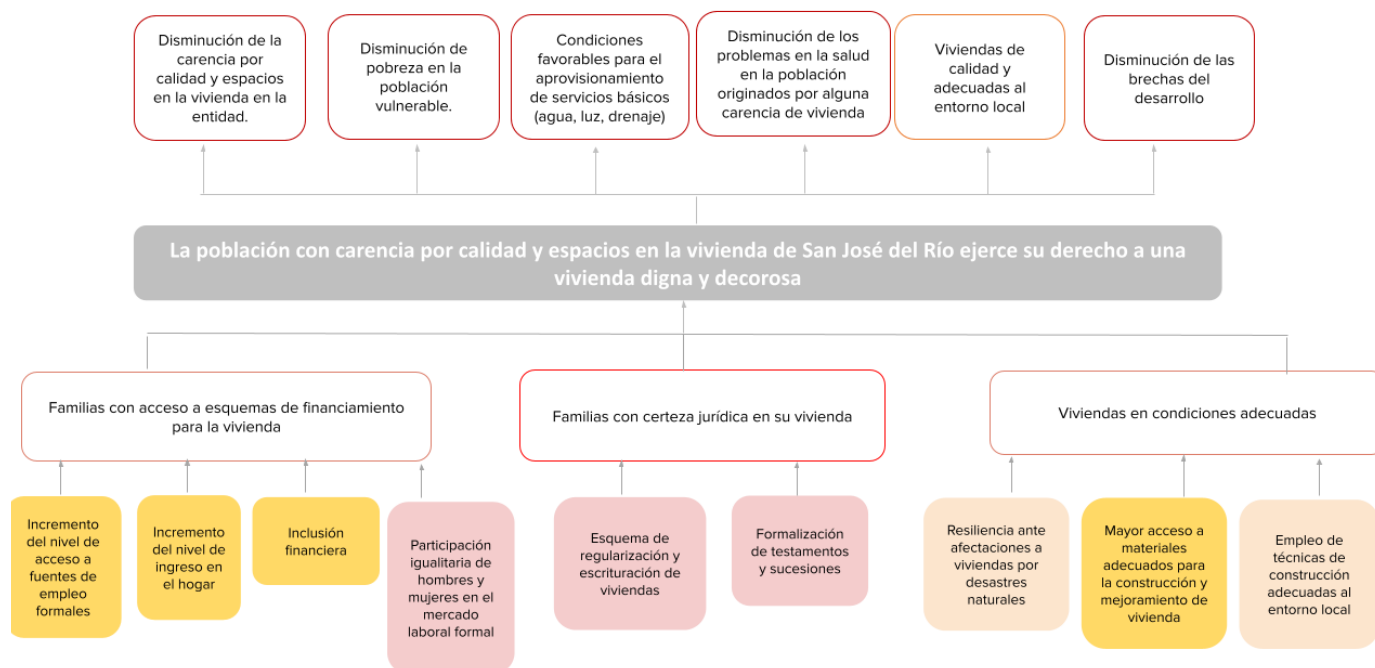 Disminución de la
carencia por
calidad y espacios
en la vivienda en la
entidad.
Disminución de
pobreza en la
población
vulnerable.
Condiciones
favorables para el
aprovisionamiento
de servicios básicos
(agua, luz, drenaje)
Disminución de los
problemas en la salud
en la población
originados por alguna
carencia de vivienda
Viviendas de
calidad y
adecuadas al
entorno local
Disminución de las
brechas del
desarrollo
La población con carencia por calidad y espacios en la vivienda de San José del Río ejerce su derecho a una
vivienda digna y decorosa
Familias con acceso a esquemas de financiamiento
para la vivienda
Familias con certeza jurídica en su vivienda
Viviendas en condiciones adecuadas
Incremento
del nivel de
acceso a
fuentes de
empleo
formales
Incremento
del nivel de
ingreso en
el hogar
Inclusión
financiera
Participación
igualitaria de
hombres y
mujeres en el
mercado
laboral formal
Esquema de
regularización y
escrituración de
viviendas
Formalización
de testamentos
y sucesiones
Resiliencia ante
afectaciones a
viviendas por
desastres
naturales
Mayor acceso a
materiales
adecuados para
la construcción y
mejoramiento de
vivienda
Empleo de
técnicas de
construcción
adecuadas al
entorno local